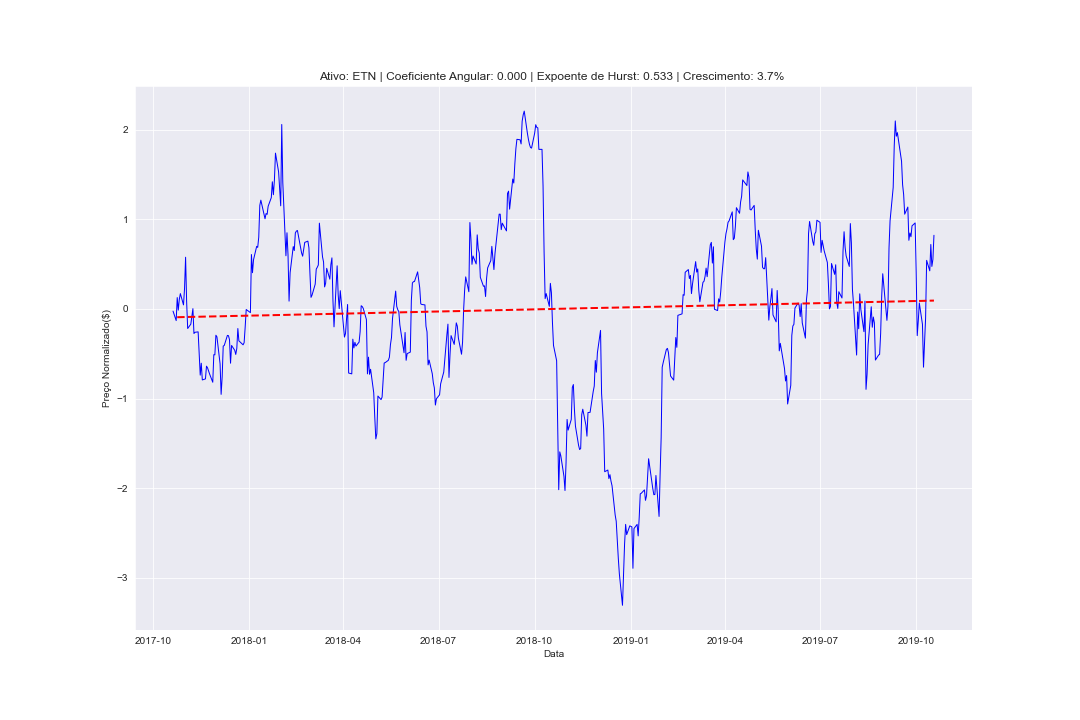 Ativo: ETN | Coeficiente Angular: 0.000 | Expoente de Hurst: 0.533 | Crescimento: 3.7%
2
1
0
−1
−2
−3
Preço Normalizado($)
2017-10 2018-01 2018-04 2018-07 2018-10 2019-01 2019-04 2019-07 2019-10
Data